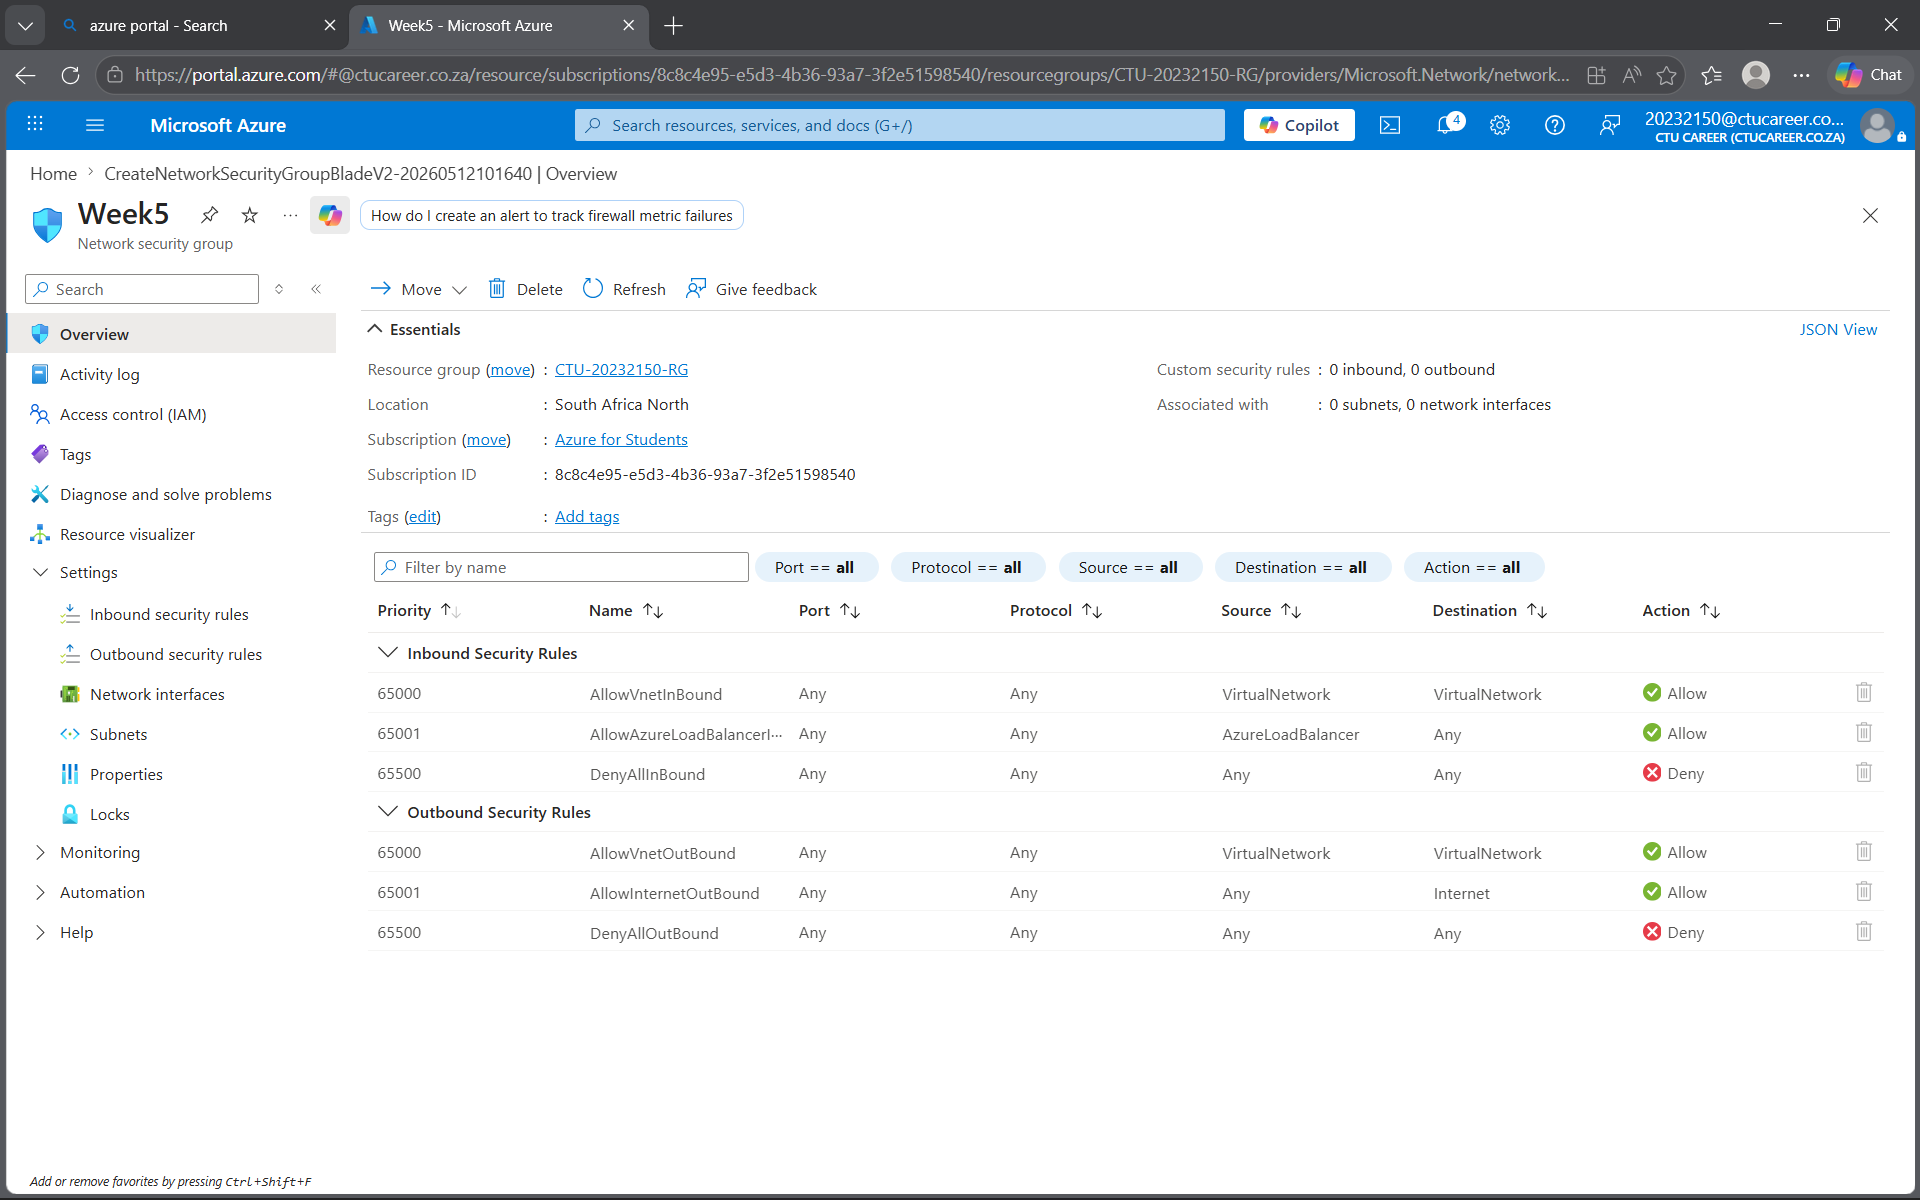 azure portal - Search
Week5 - Microsoft Azure
https://portal.azure.com/#@ctucareer.co.za/resource/subscriptions/8c8c4e95-e5d3-4b36-93a7-3f2e51598540/resourcegroups/CTU-20232150-RG/providers/Microsoft.Network/network...
Chat
Microsoft Azure
Search resources, services, and docs (G+/)
Copilot
4
20232150@ctucareer.co...
CTU CAREER (CTUCAREER.CO.ZA)
Home > CreateNetworkSecurityGroupBladeV2-20260512101640 | Overview
Week5
How do I create an alert to track firewall metric failures
Network security group
Search
Move
Delete
Refresh
Give feedback
Overview
Activity log
Access control (IAM)
Tags
Diagnose and solve problems
Resource visualizer
Settings
Inbound security rules
Outbound security rules
Network interfaces
Subnets
Properties
Locks
Monitoring
Automation
Help
Essentials
JSON View
Resource group (move) : CTU-20232150-RG
Location : South Africa North
Subscription (move) : Azure for Students
Subscription ID : 8c8c4e95-e5d3-4b36-93a7-3f2e51598540
Tags (edit) : Add tags
Custom security rules : 0 inbound, 0 outbound
Associated with : 0 subnets, 0 network interfaces
Filter by name
Port == all
Protocol == all
Source == all
Destination == all
Action == all
Priority Name Port Protocol Source Destination Action
Inbound Security Rules
65000 AllowVnetInBound Any Any VirtualNetwork VirtualNetwork Allow
65001 AllowAzureLoadBalancerI··· Any Any AzureLoadBalancer Any Allow
65500 DenyAllInBound Any Any Any Any Deny
Outbound Security Rules
65000 AllowVnetOutBound Any Any VirtualNetwork VirtualNetwork Allow
65001 AllowInternetOutBound Any Any Any Internet Allow
65500 DenyAllOutBound Any Any Any Any Deny
Add or remove favorites by pressing Ctrl+Shift+F